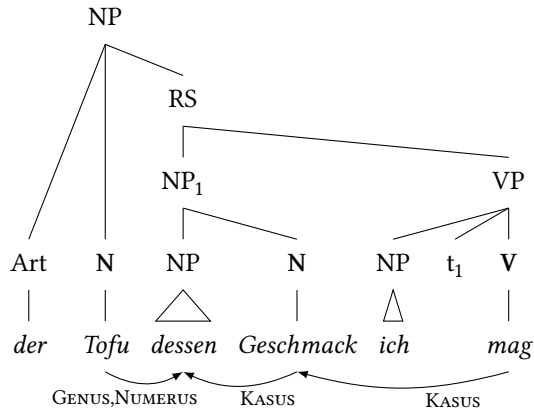 NP
RS
NP₁ VP
Art N NP N NP t₁ V
der Tofu dessen Geschmack ich mag
Genus,Numerus Kasus Kasus